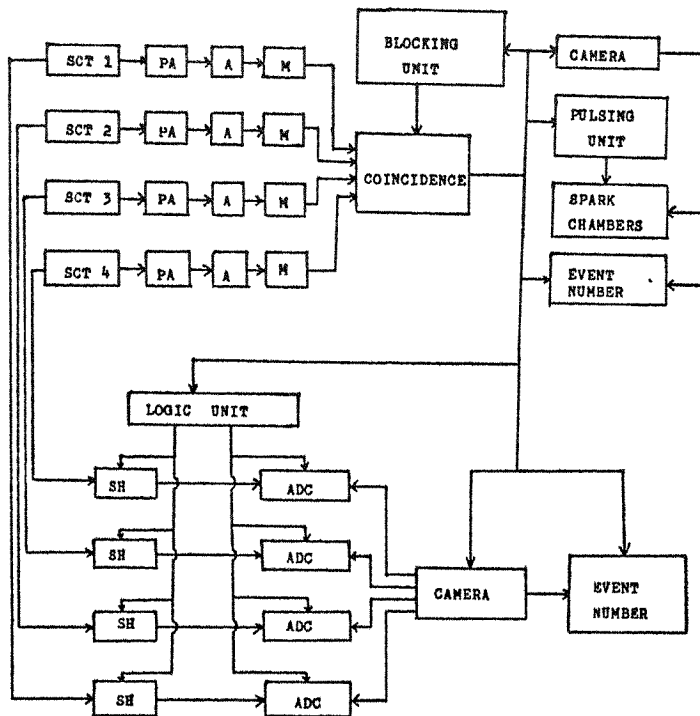 SCT 1 PA A M
BLOCKING
UNIT
CAMERA
SCT 2 PA A M
PULSING
UNIT
COINCIDENCE
SCT 3 PA A M
SPARK
CHAMBERS
SCT 4 PA A M
EVENT
NUMBER
LOGIC UNIT
SH ADC
SH ADC
CAMERA
EVENT
NUMBER
SH ADC
SH ADC